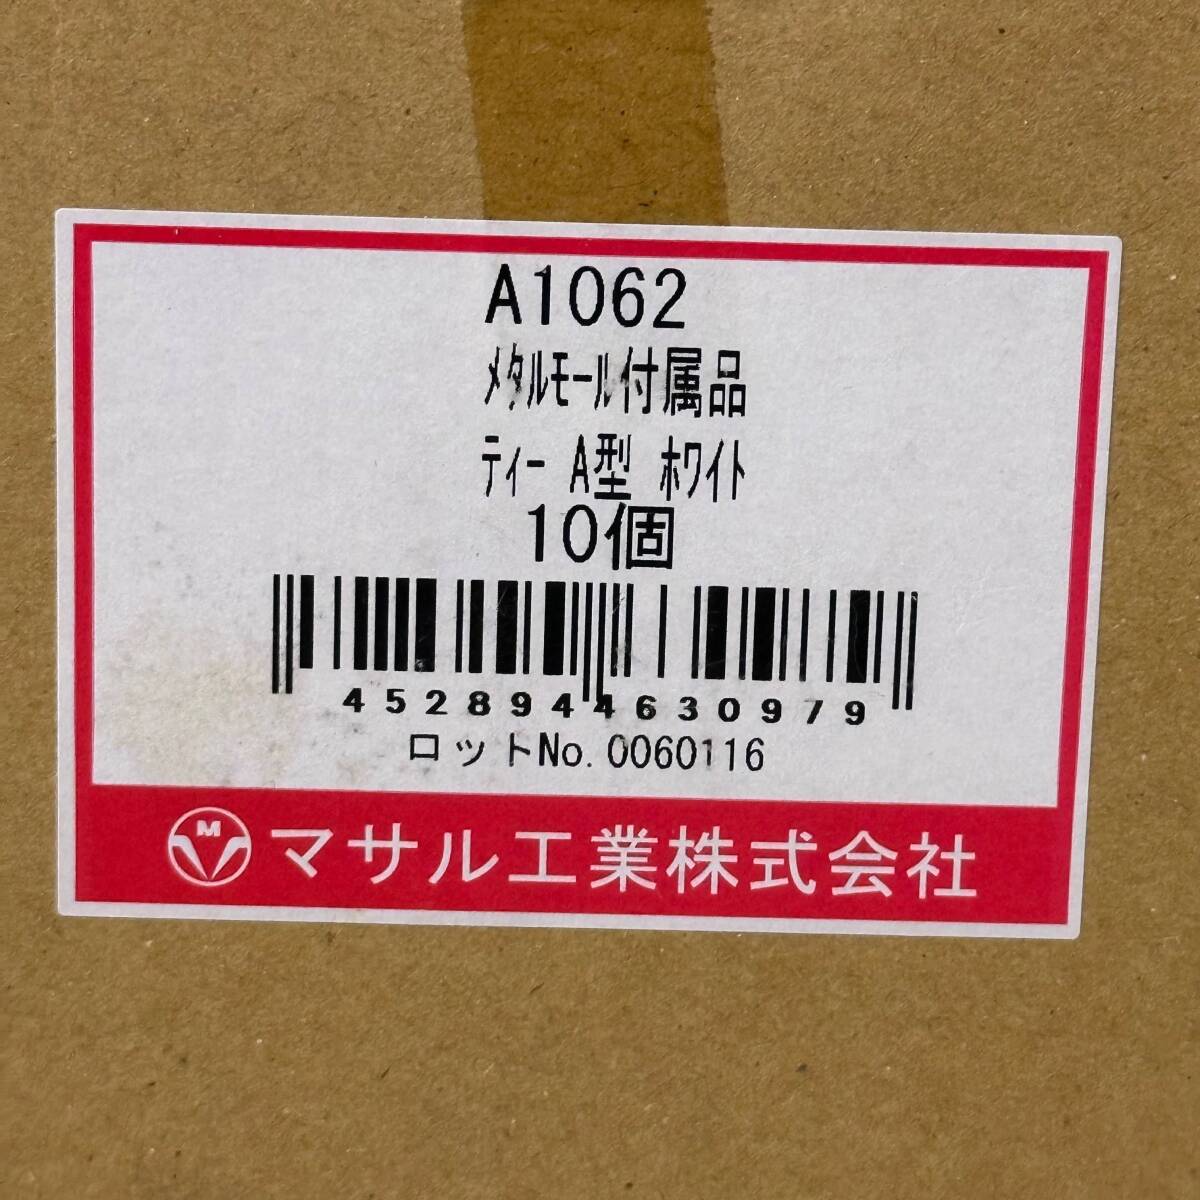 A1062
ﾒﾀﾙﾓｰﾙ付属品
ﾃｨｰ A型 ﾎﾜｲﾄ
10個
4528944630979
ロットNo.0060116
M マサル工業株式会社